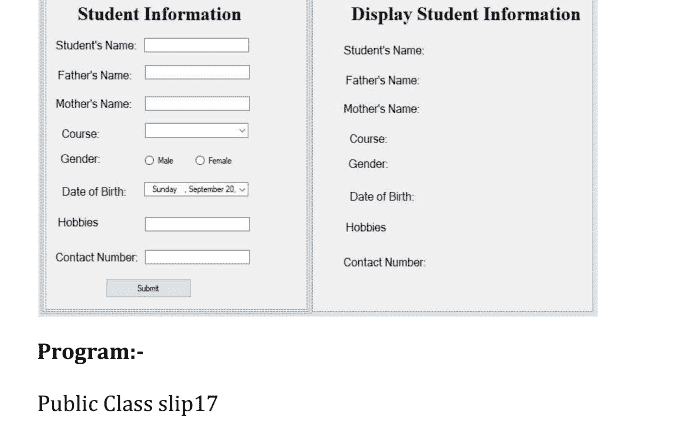 Student Information
Student's Name:
Father's Name:
Mother's Name:
Course:
Gender: Male Female
Date of Birth: Sunday , September 20,
Hobbies
Contact Number:
Submit
Display Student Information
Student's Name:
Father's Name:
Mother's Name:
Course:
Gender:
Date of Birth:
Hobbies
Contact Number:
Program:-
Public Class slip17